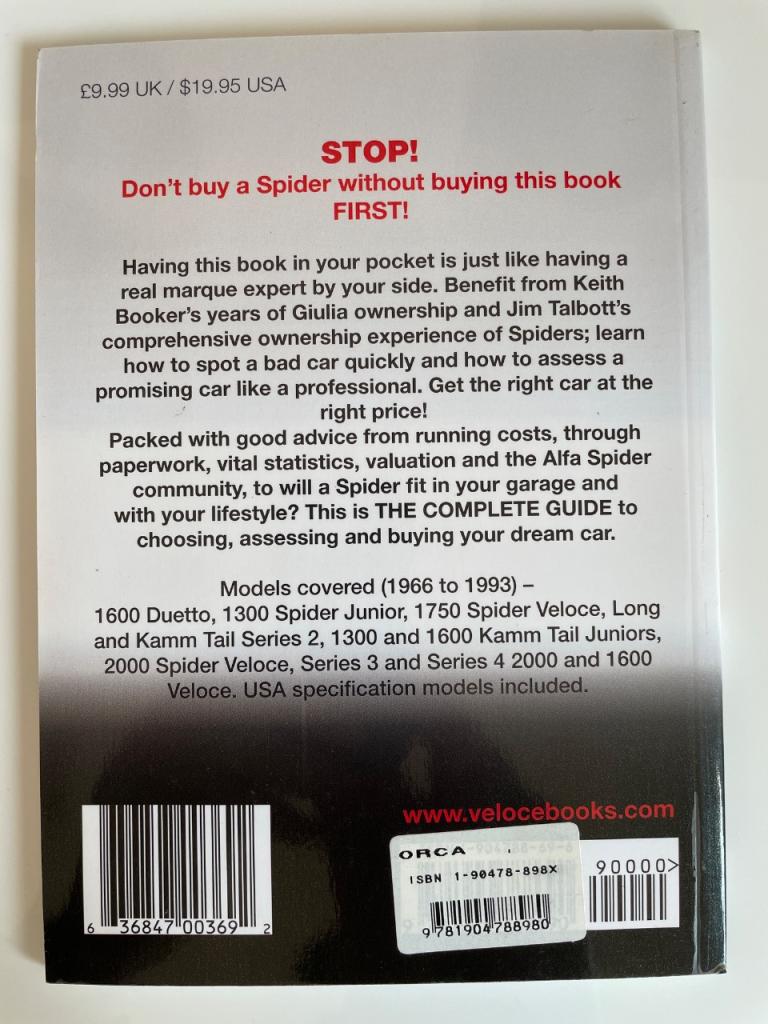 £9.99 UK / $19.95 USA
STOP!
Don't buy a Spider without buying this book
FIRST!
Having this book in your pocket is just like having a
real marque expert by your side. Benefit from Keith
Booker's years of Giulia ownership and Jim Talbott's
comprehensive ownership experience of Spiders; learn
how to spot a bad car quickly and how to assess a
promising car like a professional. Get the right car at the
right price!
Packed with good advice from running costs, through
paperwork, vital statistics, valuation and the Alfa Spider
community, to will a Spider fit in your garage and
with your lifestyle? This is THE COMPLETE GUIDE to
choosing, assessing and buying your dream car.
Models covered (1966 to 1993) –
1600 Duetto, 1300 Spider Junior, 1750 Spider Veloce, Long
and Kamm Tail Series 2, 1300 and 1600 Kamm Tail Juniors,
2000 Spider Veloce, Series 3 and Series 4 2000 and 1600
Veloce. USA specification models included.
www.velocebooks.com
6 36847 00369 2
ORCA
ISBN 1-90478-898X
9 781904 788980
90000>